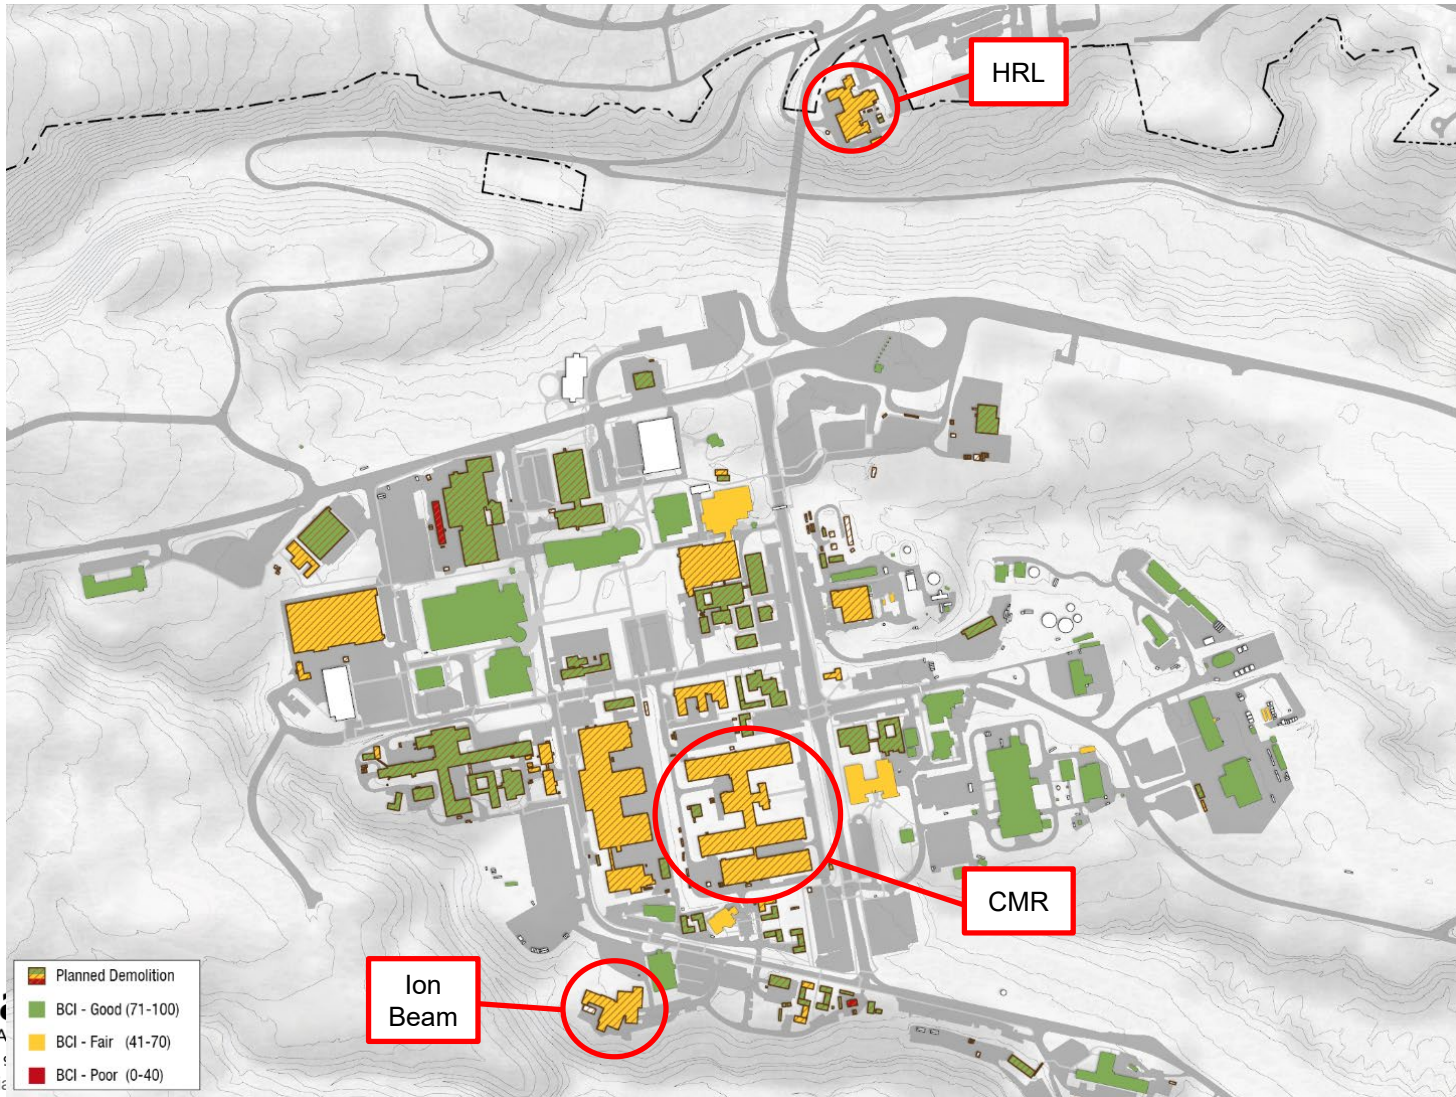 HRL
CMR
Ion
Beam
Planned Demolition
BCI - Good (71-100)
BCI - Fair (41-70)
BCI - Poor (0-40)